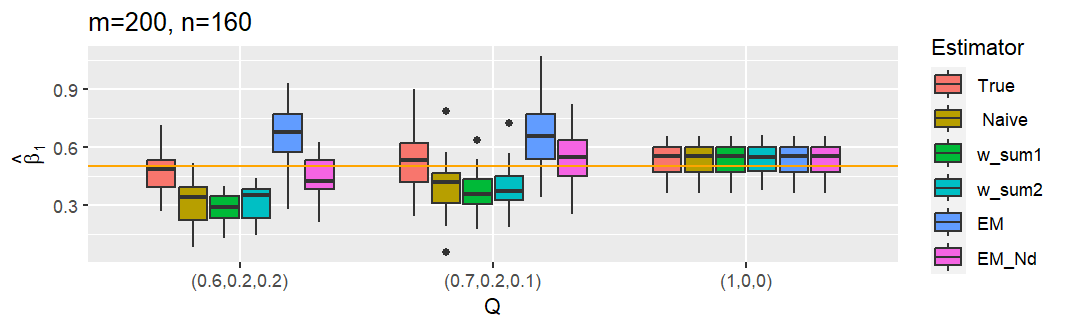 m=200, n=160
0.9
0.6
0.3
β̂1
(0.6,0.2,0.2)
(0.7,0.2,0.1)
(1,0,0)
Q
Estimator
True
Naive
w_sum1
w_sum2
EM
EM_Nd